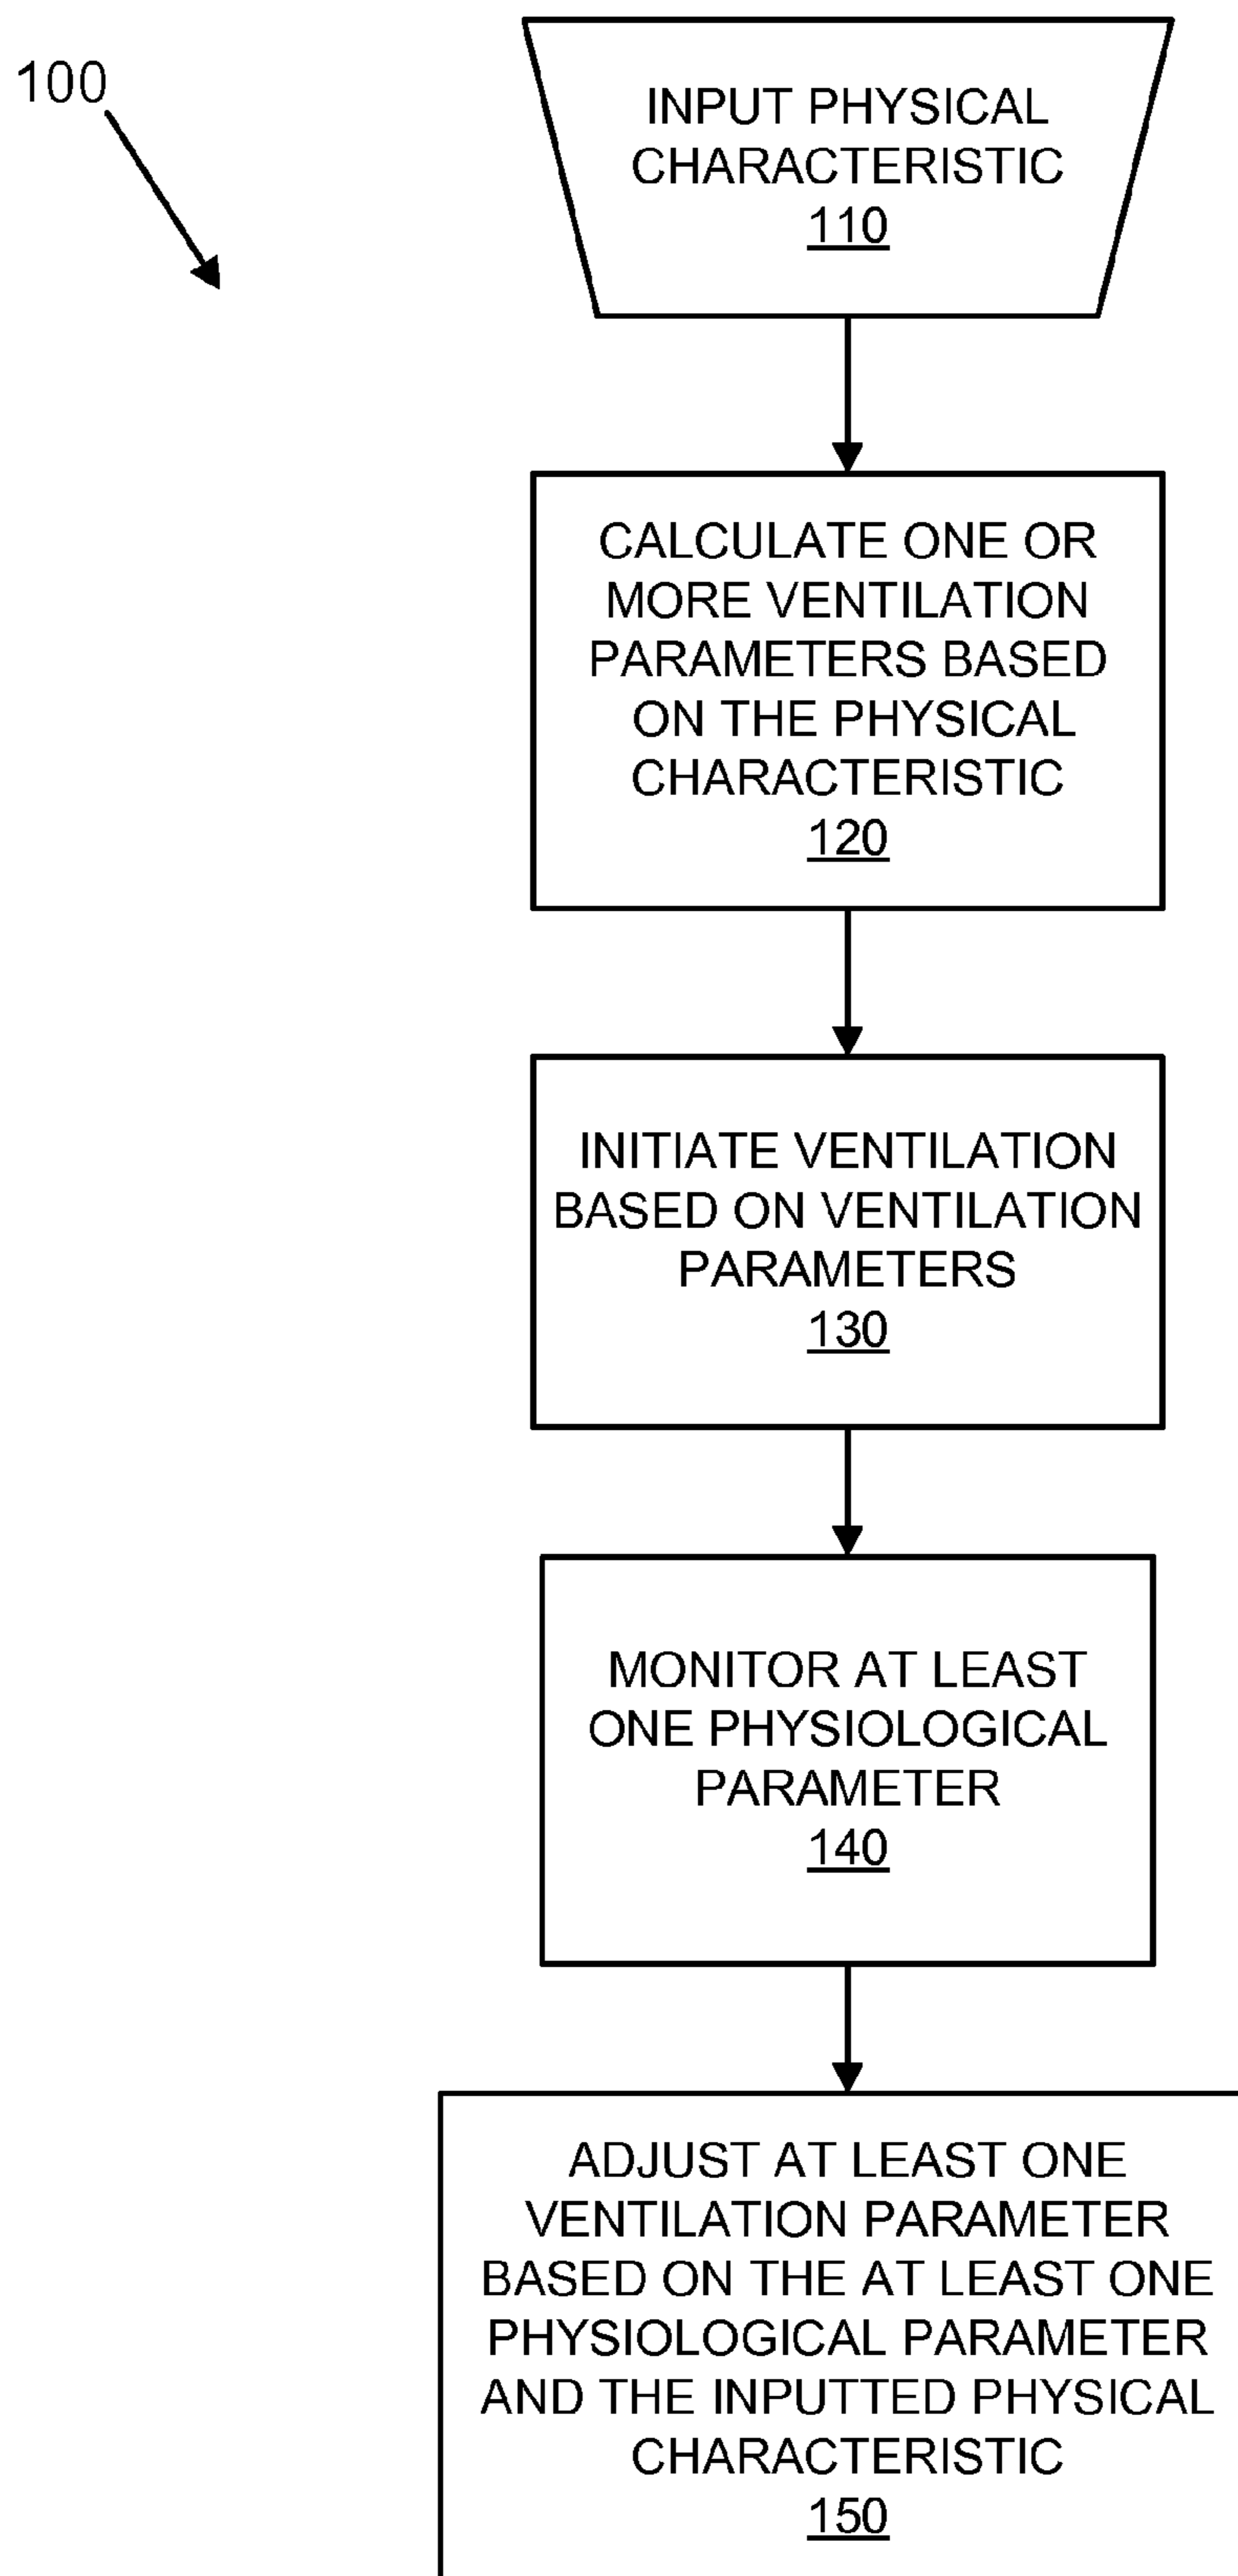 100
INPUT PHYSICAL
CHARACTERISTIC
110
CALCULATE ONE OR
MORE VENTILATION
PARAMETERS BASED
ON THE PHYSICAL
CHARACTERISTIC
120
INITIATE VENTILATION
BASED ON VENTILATION
PARAMETERS
130
MONITOR AT LEAST
ONE PHYSIOLOGICAL
PARAMETER
140
ADJUST AT LEAST ONE
VENTILATION PARAMETER
BASED ON THE AT LEAST ONE
PHYSIOLOGICAL PARAMETER
AND THE INPUTTED PHYSICAL
CHARACTERISTIC
150